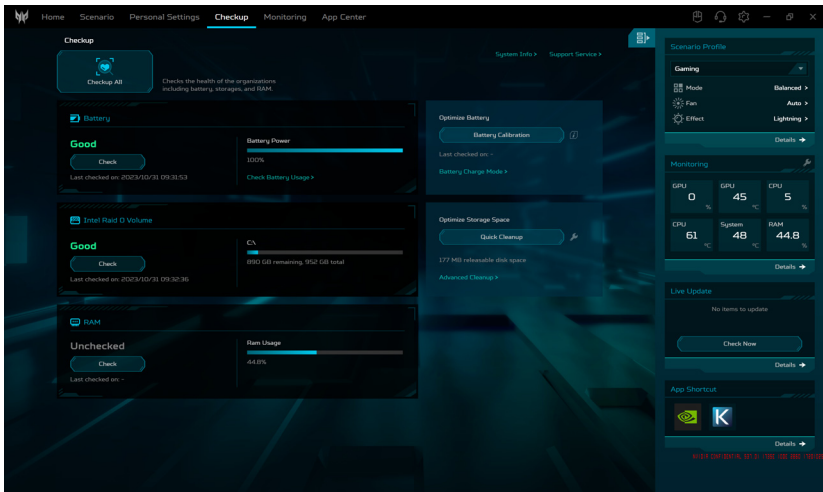 Home Scenario Personal Settings Checkup Monitoring App Center
Checkup
System Info > Support Service >
Checkup All
Checks the health of the organizations
including battery, storages, and RAM.
Battery
Good
Check
Last checked on: 2023/10/31 09:31:53
Battery Power
100%
Check Battery Usage >
Optimize Battery
Battery Calibration
Last checked on: -
Battery Charge Mode >
Intel Raid 0 Volume
Good
Check
Last checked on: 2023/10/31 09:32:36
C:\
890 GB remaining, 952 GB total
Optimize Storage Space
Quick Cleanup
177 MB releasable disk space
Advanced Cleanup >
RAM
Unchecked
Check
Last checked on: -
Ram Usage
44.8%
Scenario Profile
Gaming
Mode Balanced >
Fan Auto >
Effect Lightning >
Details →
Monitoring
GPU 0 %
GPU 45 °C
CPU 5 %
CPU 61 °C
System 48 °C
RAM 44.8 %
Details →
Live Update
No items to update
Check Now
Details →
App Shortcut
K
Details →